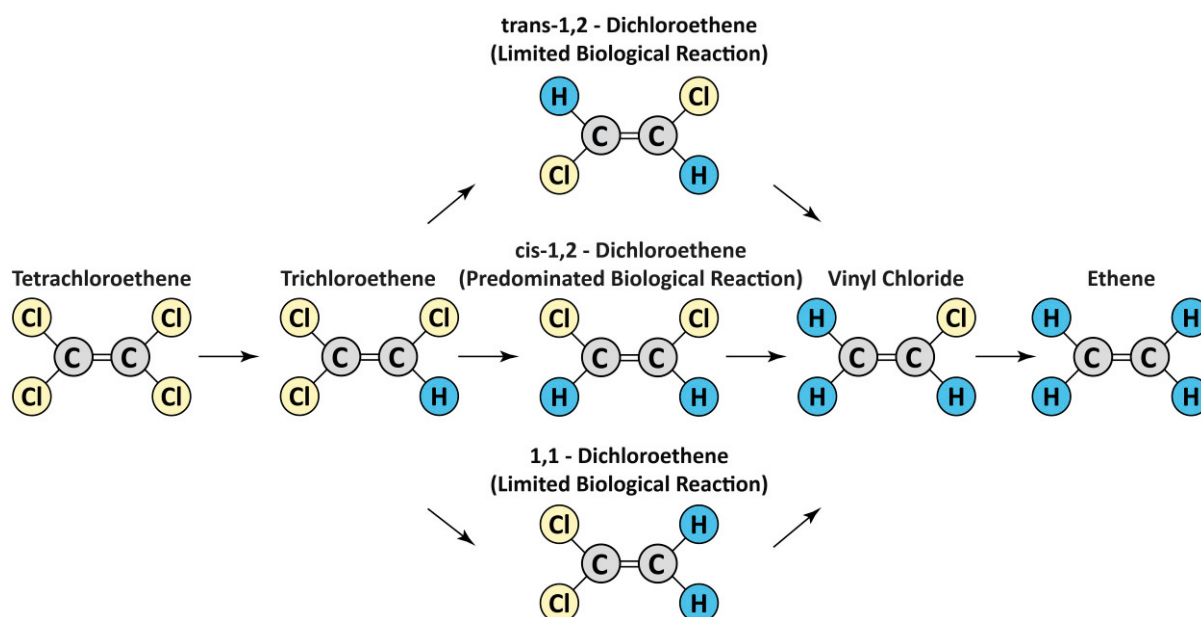 trans-1,2 - Dichloroethene
(Limited Biological Reaction)
H Cl
C C
Cl H
Tetrachloroethene
Cl Cl
C C
Cl Cl
Trichloroethene
Cl Cl
C C
Cl H
cis-1,2 - Dichloroethene
(Predominated Biological Reaction)
Cl Cl
C C
H H
Vinyl Chloride
H Cl
C C
H H
Ethene
H H
C C
H H
1,1 - Dichloroethene
(Limited Biological Reaction)
Cl H
C C
Cl H